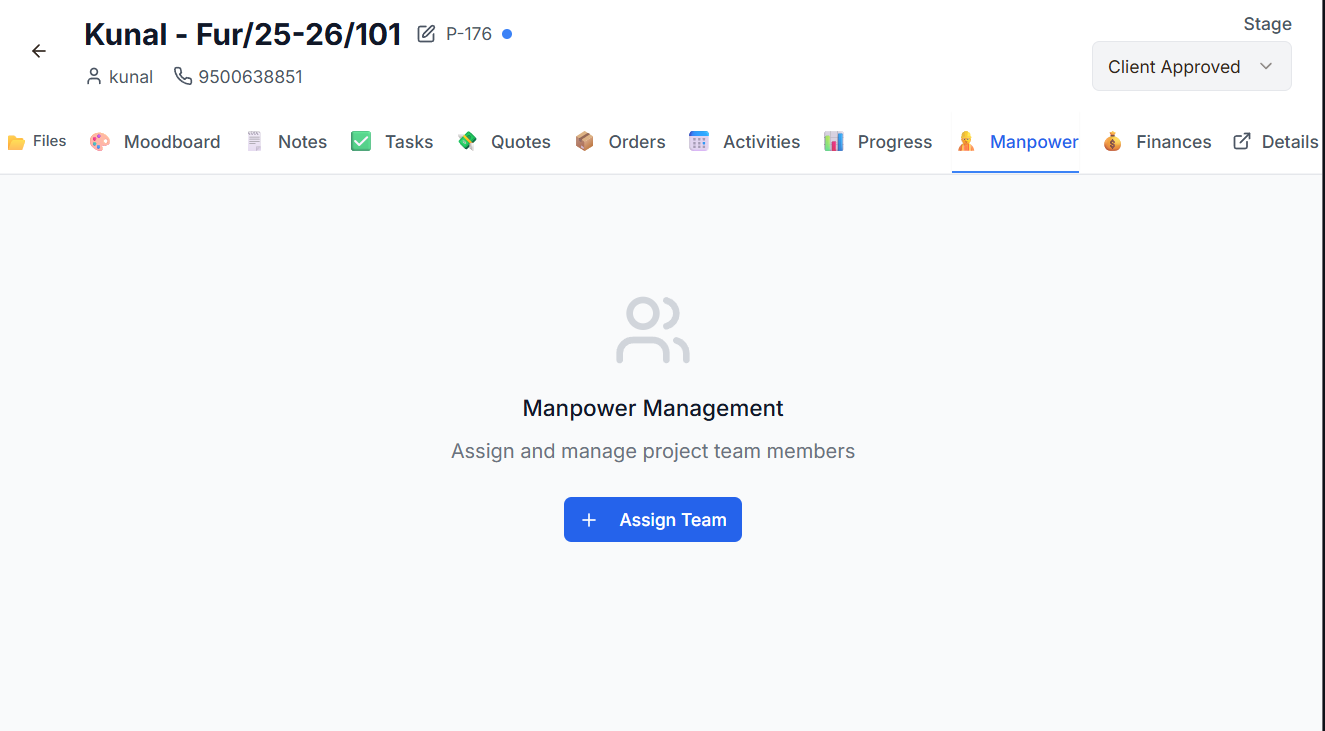 Kunal - Fur/25-26/101 P-176
Stage
kunal 9500638851
Client Approved
Files Moodboard Notes Tasks Quotes Orders Activities Progress Manpower Finances Details
Manpower Management
Assign and manage project team members
+ Assign Team